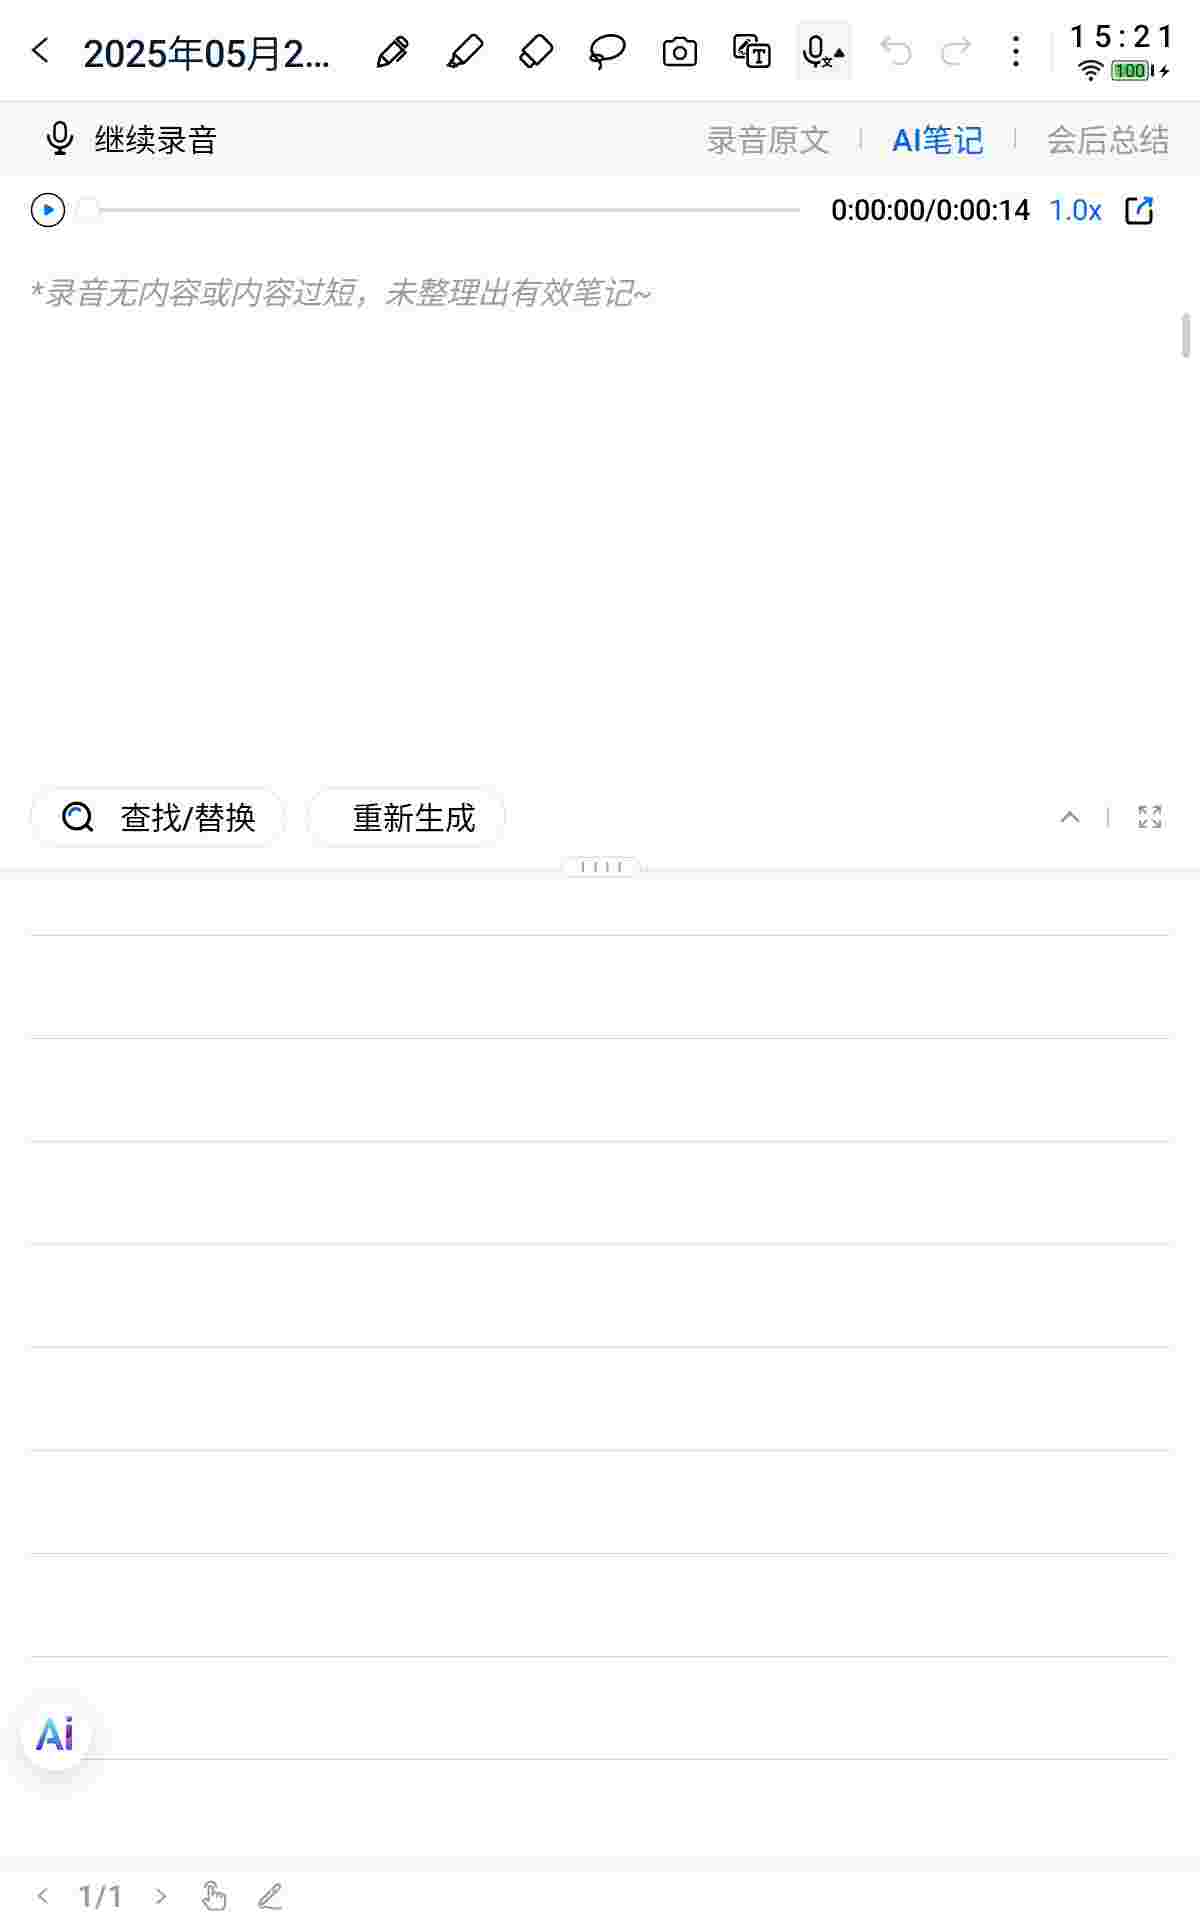 2025年05月2...
15:21
100
继续录音
录音原文
AI笔记
会后总结
0:00:00/0:00:14
1.0x
*录音无内容或内容过短，未整理出有效笔记~
查找/替换
重新生成
Ai
1/1